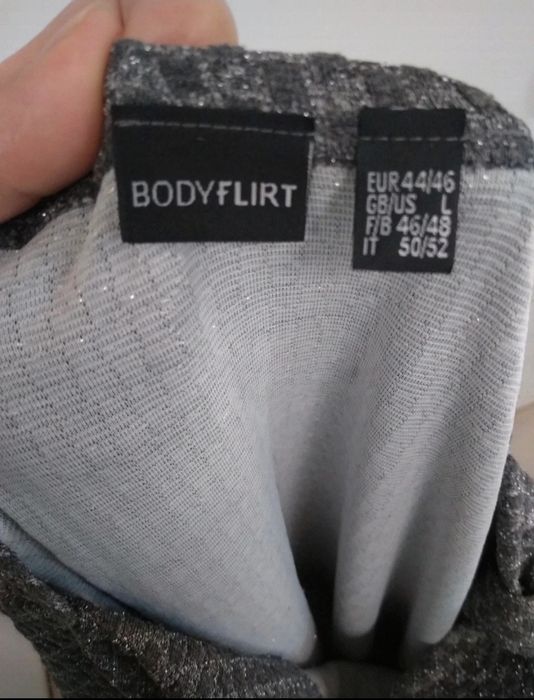 BODYFLIRT
EUR 44/46
GB/US L
F/B 46/48
IT 50/52